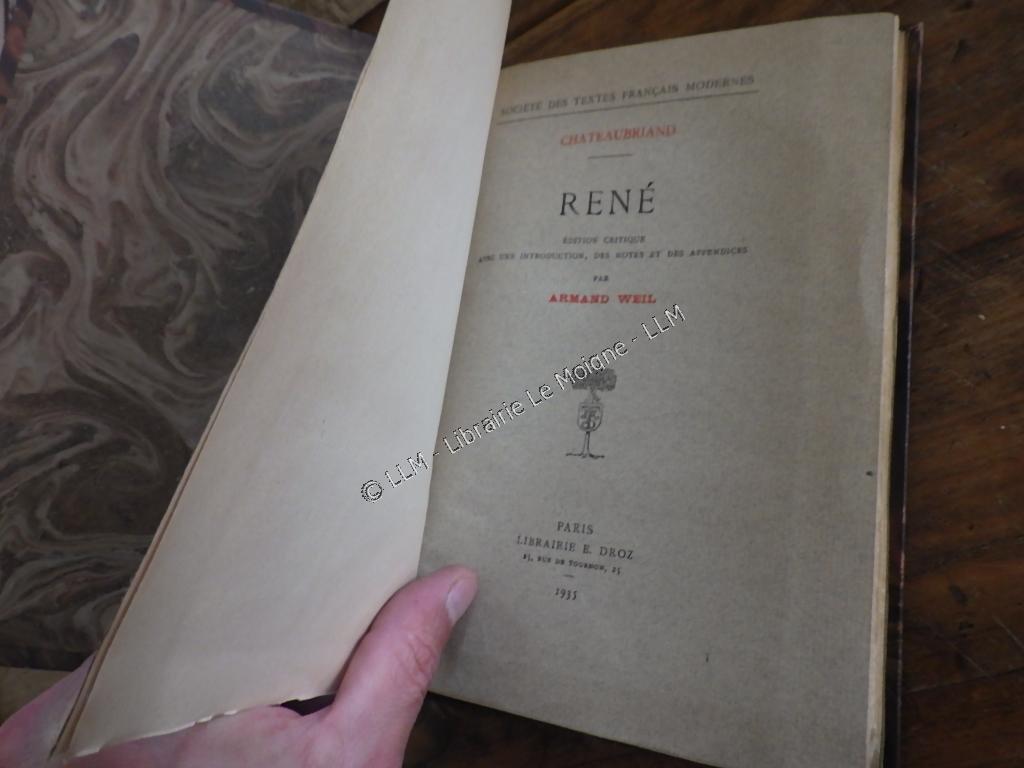 SOCIÉTÉ DES TEXTES FRANÇAIS MODERNES
CHATEAUBRIAND
RENÉ
ÉDITION CRITIQUE
AVEC UNE INTRODUCTION, DES NOTES ET DES APPENDICES
PAR
ARMAND WEIL
© LLM - Librairie Le Moigne - LLM
PARIS
LIBRAIRIE E. DROZ
25, RUE DE TOURNON, 25
1935